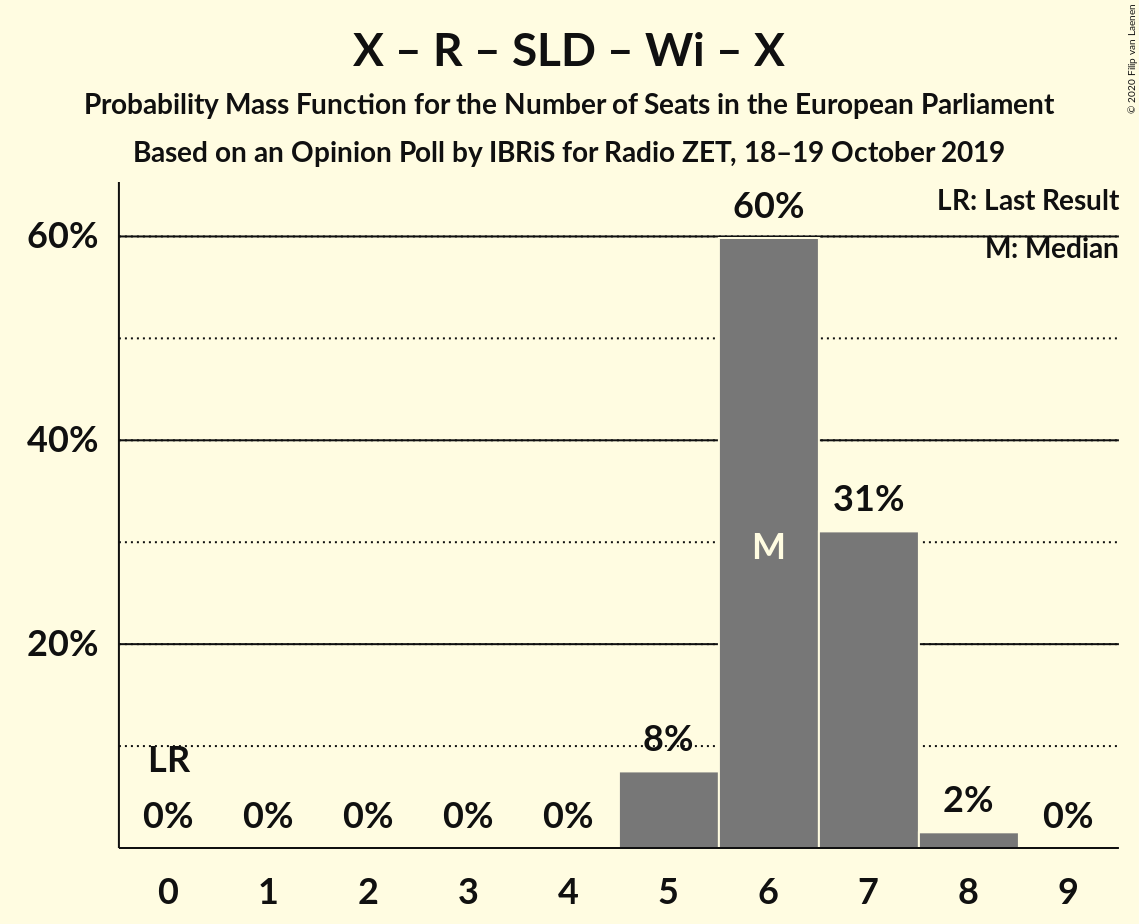 X – R – SLD – Wi – X
Probability Mass Function for the Number of Seats in the European Parliament
Based on an Opinion Poll by IBRiS for Radio ZET, 18–19 October 2019
© 2020 Filip van Laenen
LR: Last Result
M: Median
60%
40%
20%
LR
0%
0%
0%
0%
0%
8%
60%
M
31%
2%
0%
0 1 2 3 4 5 6 7 8 9